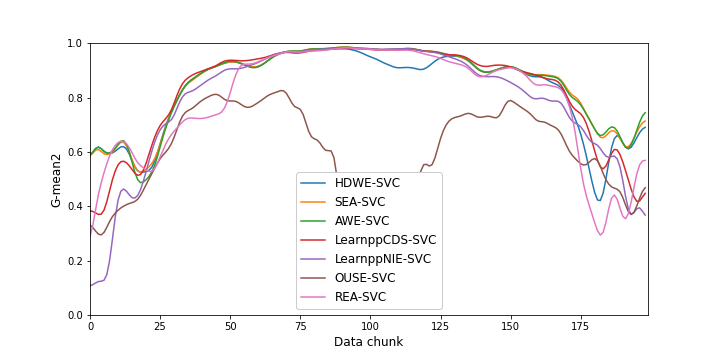 1.0
0.8
0.6
0.4
0.2
0.0
G-mean2
HDWE-SVC
SEA-SVC
AWE-SVC
LearnppCDS-SVC
LearnppNIE-SVC
OUSE-SVC
REA-SVC
0 25 50 75 100 125 150 175
Data chunk